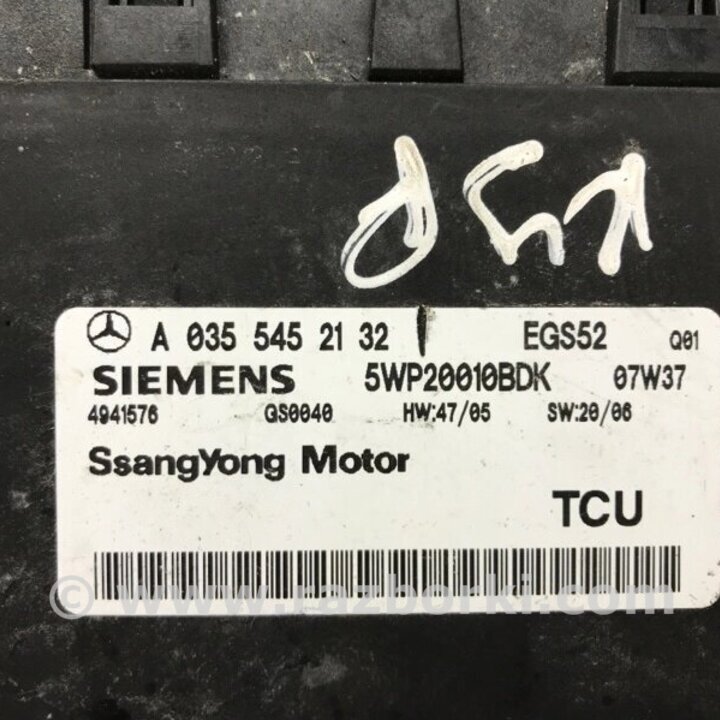 A 035 545 21 32 EGS52 Q01
SIEMENS 5WP20010BDK 07W37
4941576 QS0040 HW:47/05 SW:20/06
SsangYong Motor
TCU
© www.razborki.com